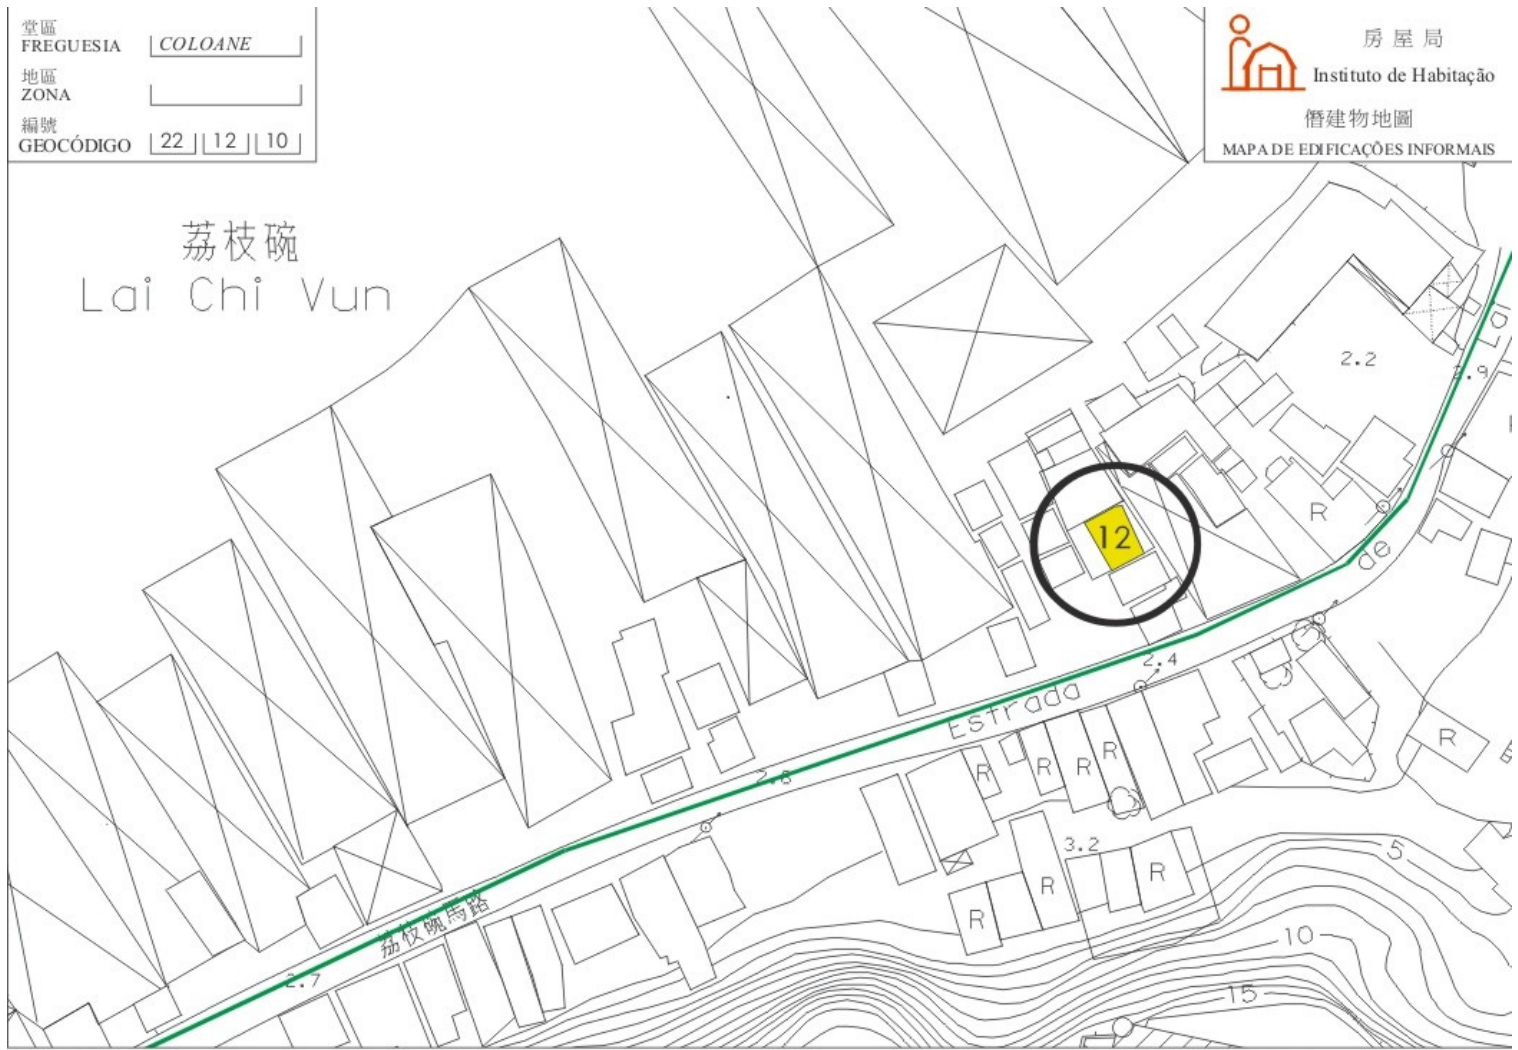 堂區
FREGUESIA COLOANE
地區
ZONA
編號
GEOCÓDIGO 22 12 10
房屋局
Instituto de Habitação
僭建物地圖
MAPA DE EDIFICAÇÕES INFORMAIS
荔枝碗
Lai Chi Vun
2.2
2.9
R
12
de
2.4
Estrada
R
2.8
R
R
R
R
3.2
5
R
R
R
荔枝碗馬路
10
2.7
15